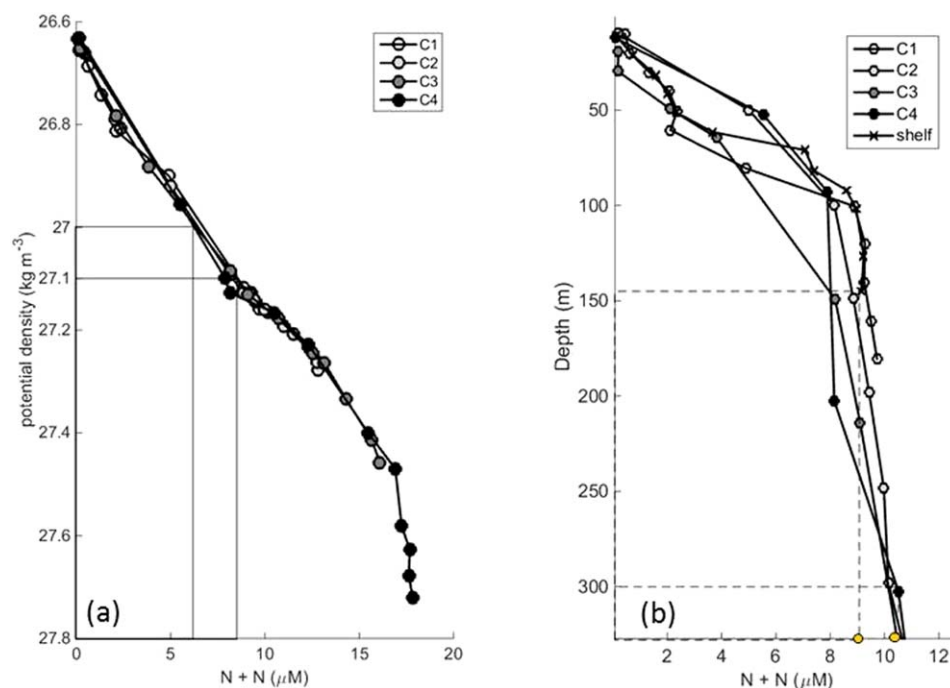 26.6
26.8
27
27.1
27.2
27.4
27.6
27.8
potential density (kg m⁻³)
0
5
10
15
20
N + N (μM)
C1
C2
C3
C4
(a)
50
100
150
200
250
300
Depth (m)
0
2
4
6
8
10
12
N + N (μM)
C1
C2
C3
C4
shelf
(b)